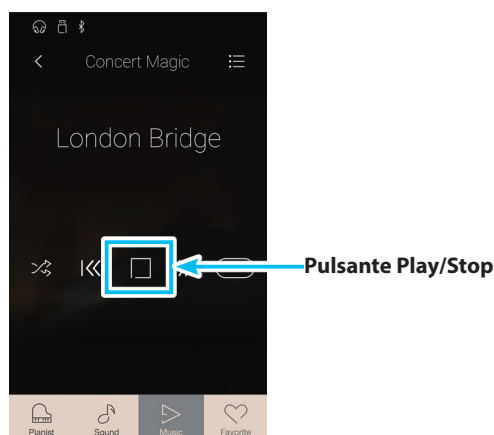 Concert Magic
London Bridge
Pulsante Play/Stop
Pianist Sound Music Favorite